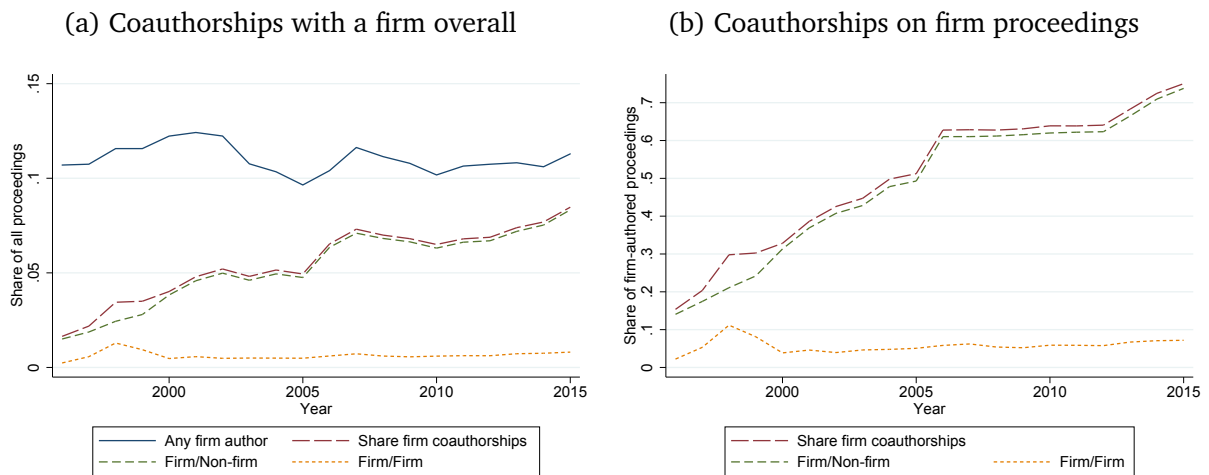 (a) Coauthorships with a firm overall
Share of all proceedings
.15
.1
.05
0
2000 2005 2010 2015
Year
Any firm author Share firm coauthorships
Firm/Non-firm Firm/Firm
(b) Coauthorships on firm proceedings
Share of firm-authored proceedings
.7
.6
.5
.4
.3
.2
.1
0
2000 2005 2010 2015
Year
Share firm coauthorships
Firm/Non-firm Firm/Firm